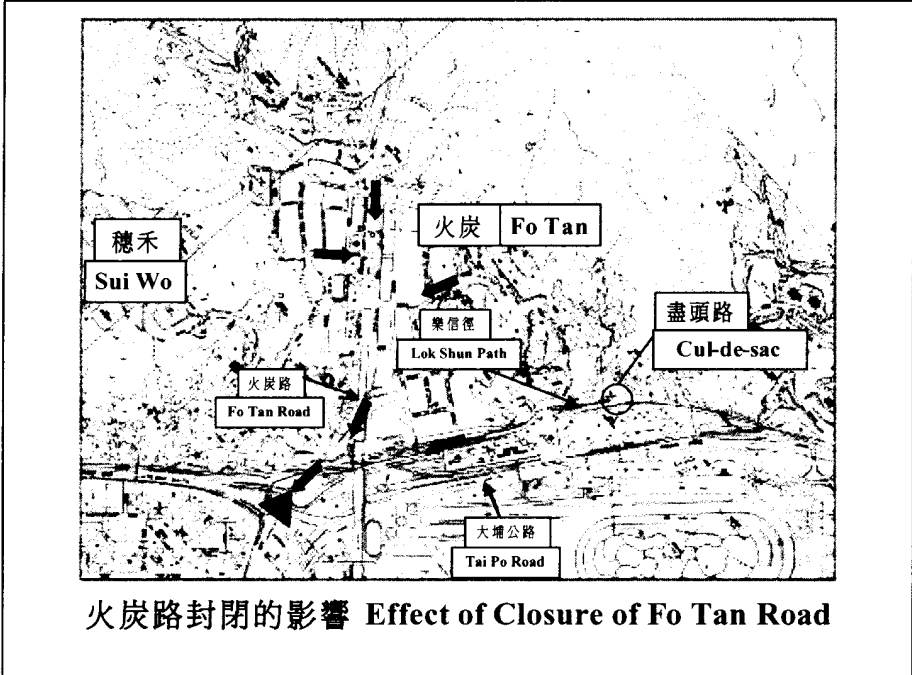 穗禾
Sui Wo
火炭 Fo Tan
樂信徑
Lok Shun Path
盡頭路
Cul-de-sac
火炭路
Fo Tan Road
大埔公路
Tai Po Road
火炭路封閉的影響 Effect of Closure of Fo Tan Road